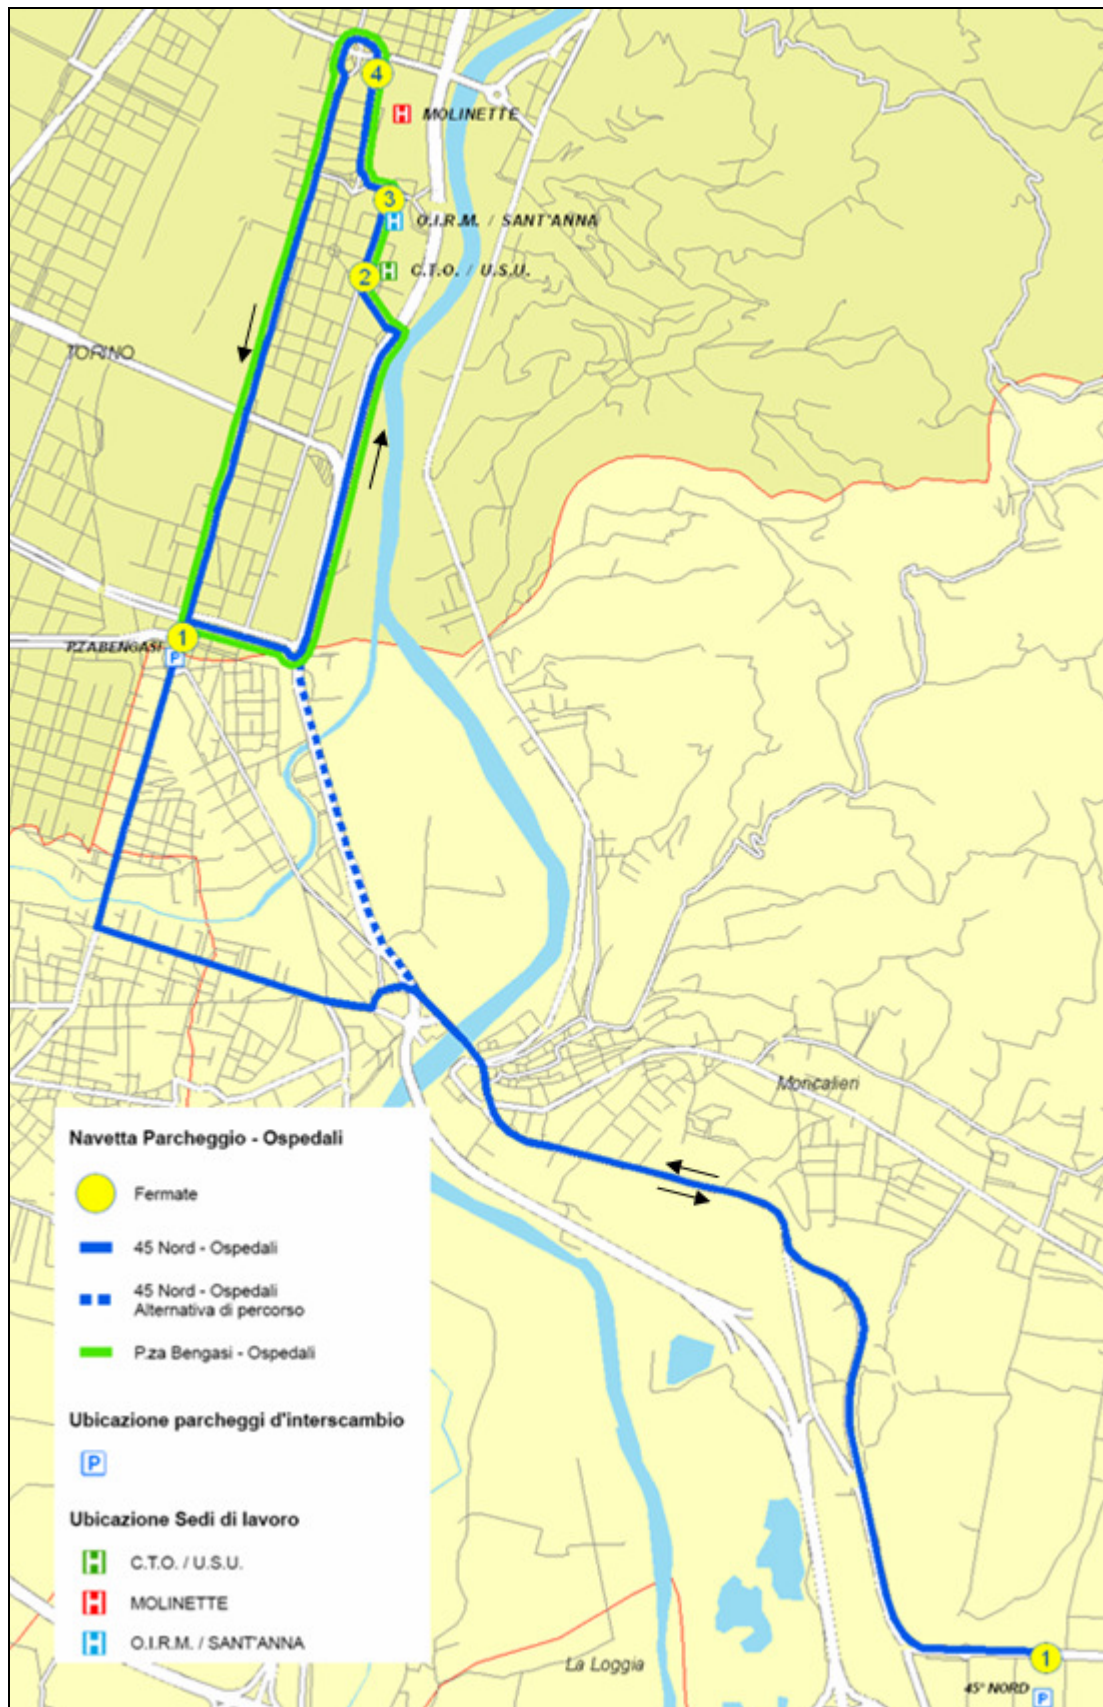 4
MOLINETTE
3
O.I.R.M. / SANT'ANNA
2
C.T.O. / U.S.U.
TORINO
1
P.ZA BENGASI
P
Moncalieri
Navetta Parcheggio - Ospedali
Fermate
45 Nord - Ospedali
45 Nord - Ospedali
Alternativa di percorso
P.za Bengasi - Ospedali
Ubicazione parcheggi d'interscambio
P
Ubicazione Sedi di lavoro
H C.T.O. / U.S.U.
H MOLINETTE
H O.I.R.M. / SANT'ANNA
La Loggia
1
45° NORD
P